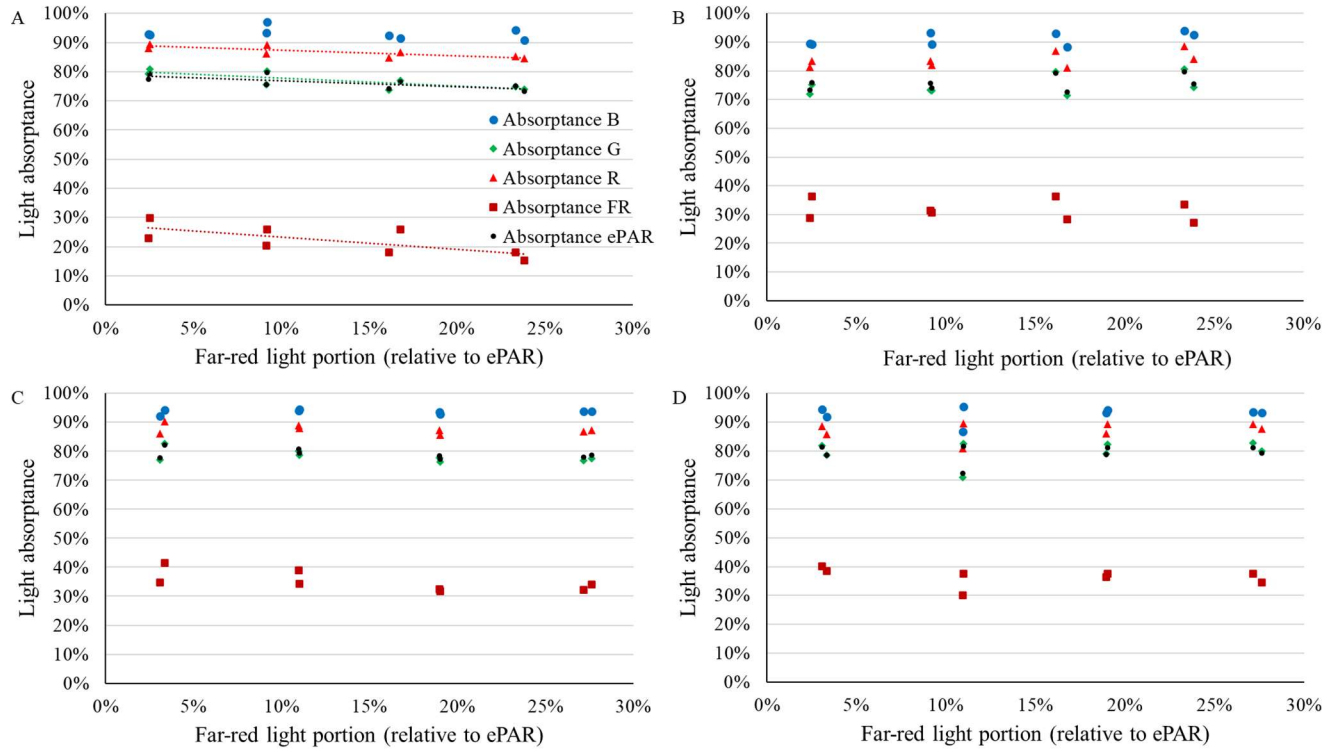 A
100%
90%
80%
70%
60%
50%
40%
30%
20%
10%
0%
Light absorptance
Absorptance B
Absorptance G
Absorptance R
Absorptance FR
Absorptance ePAR
0% 5% 10% 15% 20% 25% 30%
Far-red light portion (relative to ePAR)
B
100%
90%
80%
70%
60%
50%
40%
30%
20%
10%
0%
Light absorptance
0% 5% 10% 15% 20% 25% 30%
Far-red light portion (relative to ePAR)
C
100%
90%
80%
70%
60%
50%
40%
30%
20%
10%
0%
Light absorptance
0% 5% 10% 15% 20% 25% 30%
Far-red light portion (relative to ePAR)
D
100%
90%
80%
70%
60%
50%
40%
30%
20%
10%
0%
Light absorptance
0% 5% 10% 15% 20% 25% 30%
Far-red light portion (relative to ePAR)